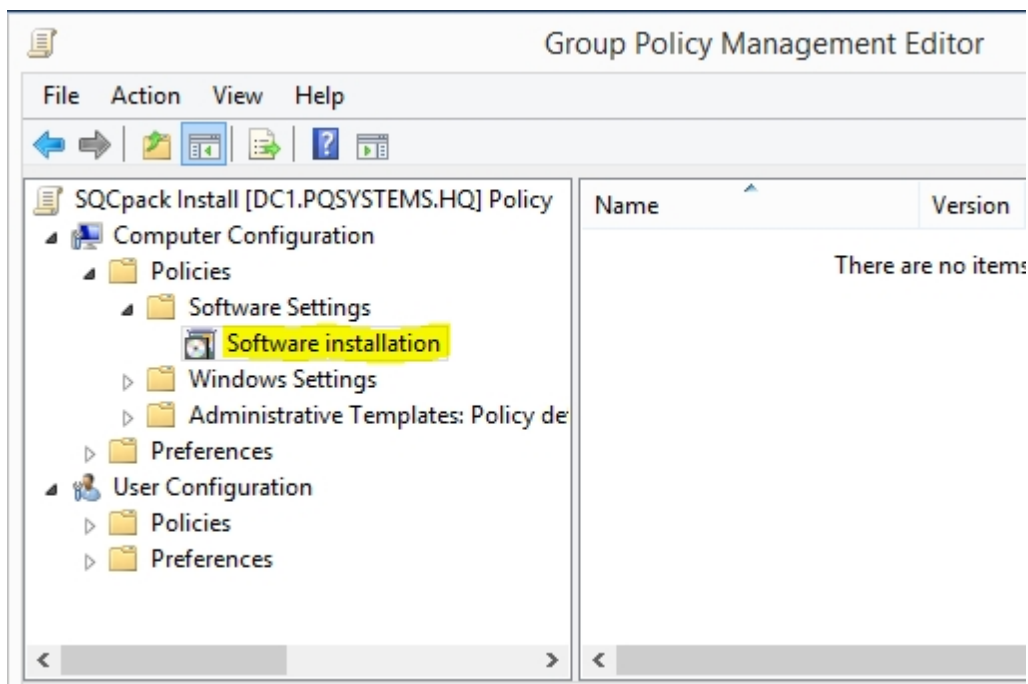 Group Policy Management Editor
File Action View Help
SQCpack Install [DC1.PQSYSTEMS.HQ] Policy
Computer Configuration
Policies
Software Settings
Software installation
Windows Settings
Administrative Templates: Policy de
Preferences
User Configuration
Policies
Preferences
Name Version
There are no items